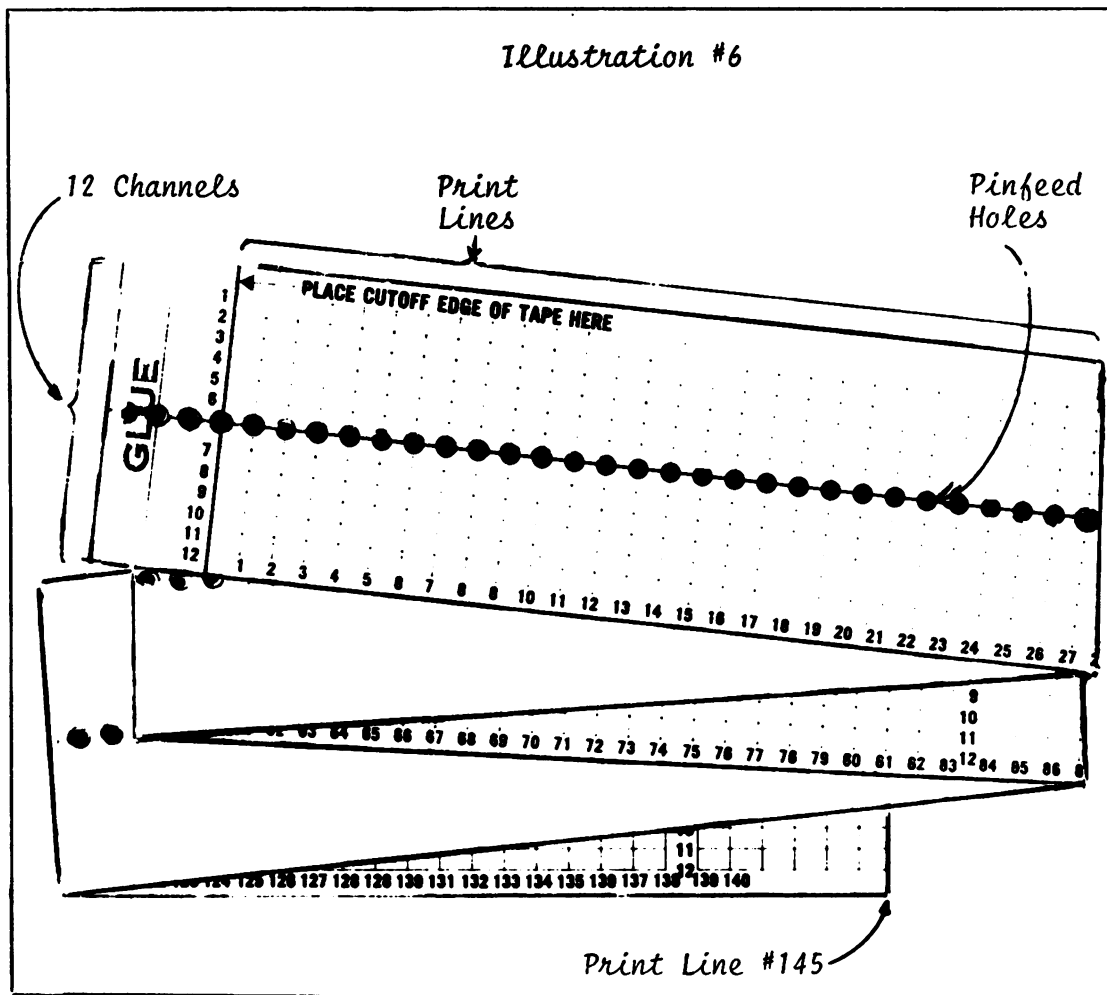 Illustration #6
12 Channels
Print
Lines
Pinfeed
Holes
PLACE CUTOFF EDGE OF TAPE HERE
GLUE
1
2
3
4
5
6
7
8
9
10
11
12
1 2 3 4 5 6 7 8 9 10 11 12 13 14 15 16 17 18 19 20 21 22 23 24 25 26 27
9
10
11
12
63 64 65 66 67 68 69 70 71 72 73 74 75 76 77 78 79 80 81 82 83 84 85 86
11
12
124 125 126 127 128 129 130 131 132 133 134 135 136 137 138 139 140
Print Line #145